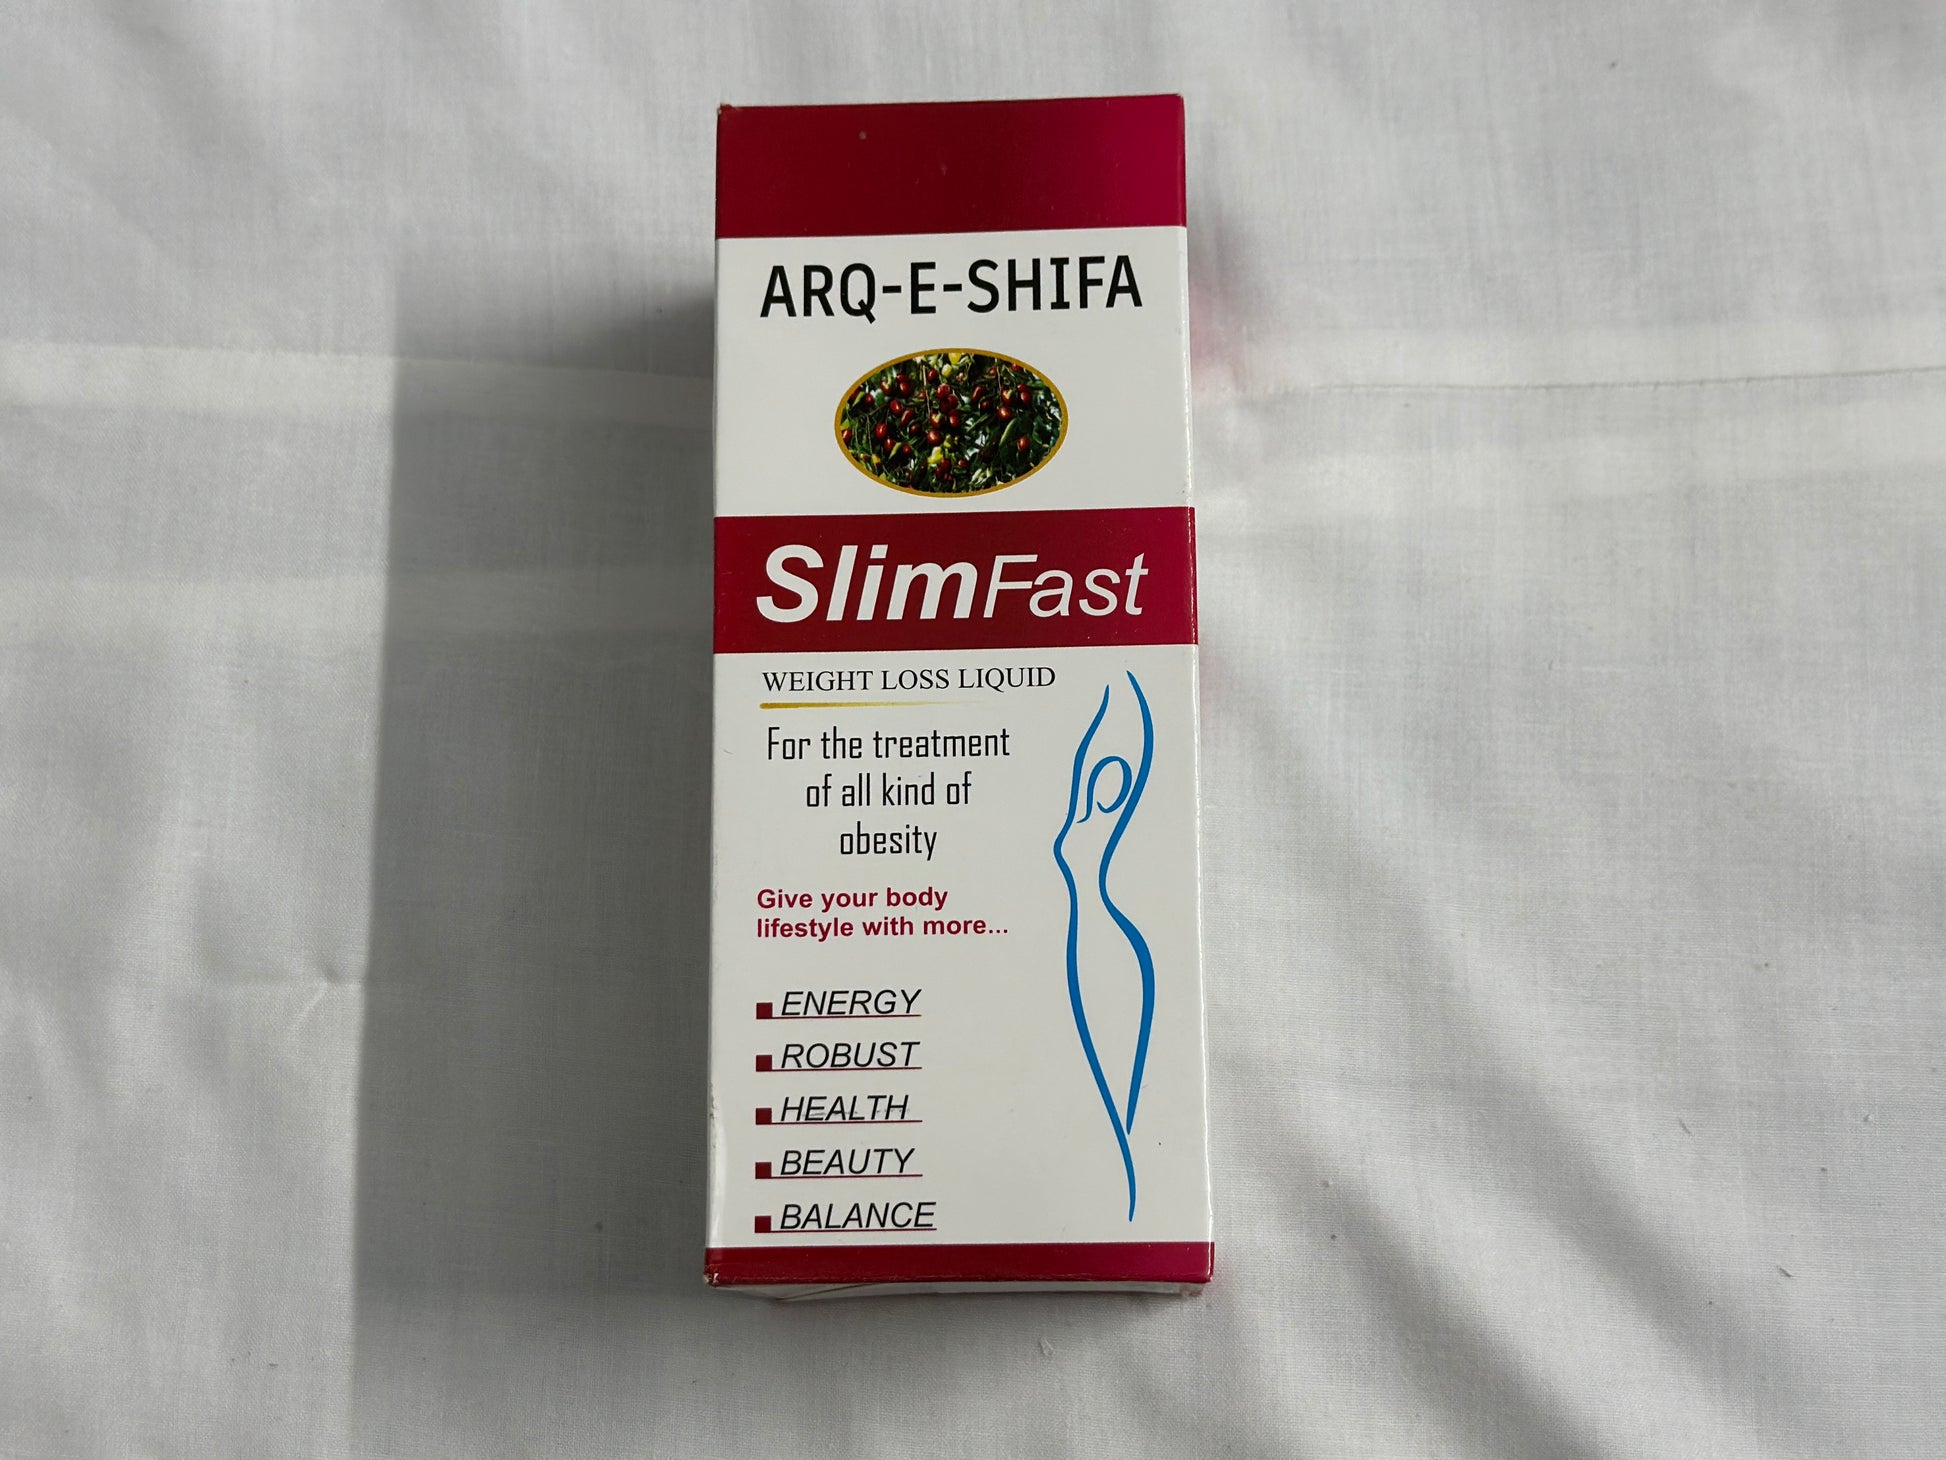 ARQ-E-SHIFA
SlimFast
WEIGHT LOSS LIQUID
For the treatment
of all kind of
obesity
Give your body
lifestyle with more...
ENERGY
ROBUST
HEALTH
BEAUTY
BALANCE